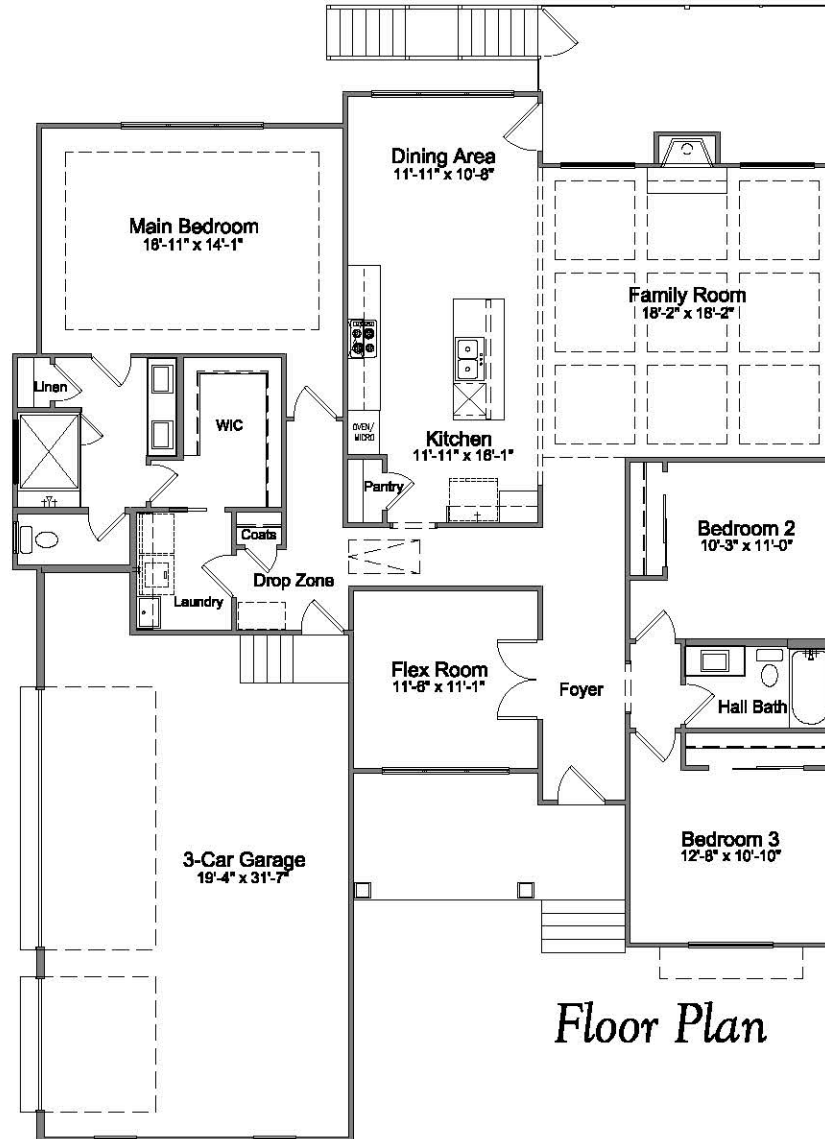 Dining Area
11'-11" x 10'-8"
Main Bedroom
16'-11" x 14'-1"
Family Room
18'-2" x 18'-2"
Linen
WIC
OVEN/
MICRO
Kitchen
11'-11" x 16'-1"
Pantry
Bedroom 2
10'-3" x 11'-0"
Coats
Drop Zone
Laundry
Flex Room
11'-6" x 11'-1"
Foyer
Hall Bath
Bedroom 3
12'-8" x 10'-10"
3-Car Garage
19'-4" x 31'-7"
Floor Plan